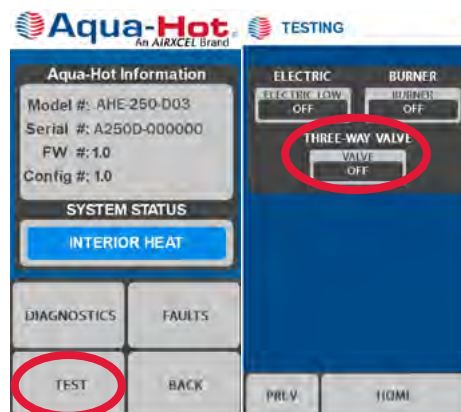 Aqua-Hot
An AIRXCEL Brand
Aqua-Hot Information
Model #: AHE-250-D03
Serial #: A250D-000000
FW #: 1.0
Config #: 1.0
SYSTEM STATUS
INTERIOR HEAT
DIAGNOSTICS
FAULTS
TEST
BACK
TESTING
ELECTRIC
BURNER
ELECTRIC LOW
OFF
BURNER
OFF
THREE-WAY VALVE
VALVE
OFF
PREV
HOME